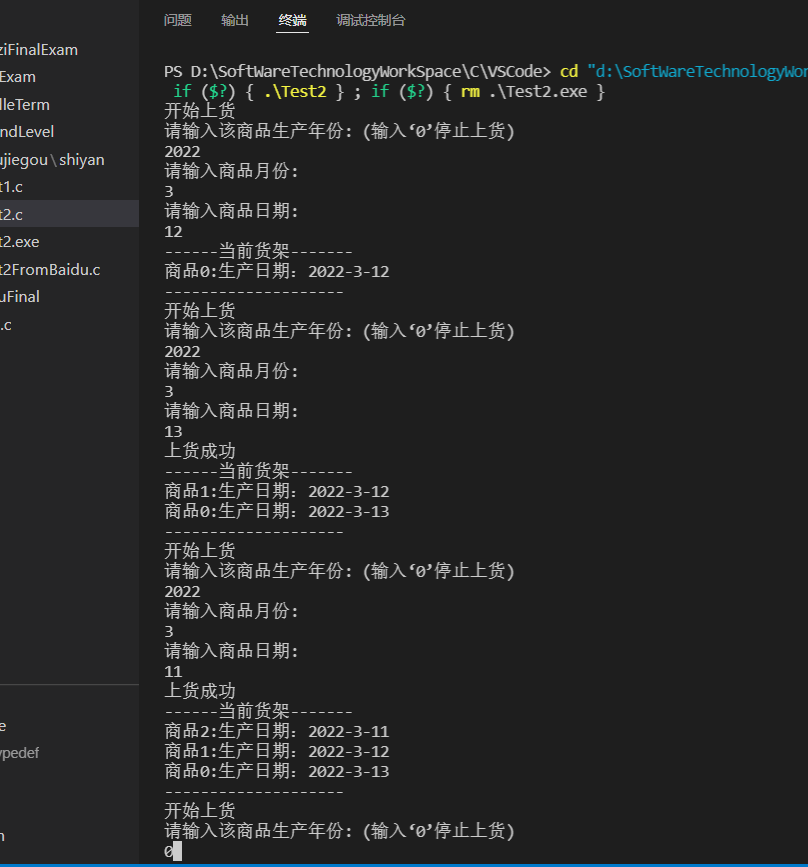 问题 输出 终端 调试控制台
ziFinalExam
Exam
lleTerm
ndLevel
ujiegou\shiyan
t1.c
t2.c
t2.exe
t2FromBaidu.c
uFinal
.c
e
ypedef
n
PS D:\SoftWareTechnologyWorkSpace\C\VSCode> cd "d:\SoftWareTechnologyWor
if ($?) { .\Test2 } ; if ($?) { rm .\Test2.exe }
开始上货
请输入该商品生产年份: (输入‘0’停止上货)
2022
请输入商品月份:
3
请输入商品日期:
12
------当前货架-------
商品0:生产日期: 2022-3-12
--------------------
开始上货
请输入该商品生产年份: (输入‘0’停止上货)
2022
请输入商品月份:
3
请输入商品日期:
13
上货成功
------当前货架-------
商品1:生产日期: 2022-3-12
商品0:生产日期: 2022-3-13
--------------------
开始上货
请输入该商品生产年份: (输入‘0’停止上货)
2022
请输入商品月份:
3
请输入商品日期:
11
上货成功
------当前货架-------
商品2:生产日期: 2022-3-11
商品1:生产日期: 2022-3-12
商品0:生产日期: 2022-3-13
--------------------
开始上货
请输入该商品生产年份: (输入‘0’停止上货)
0